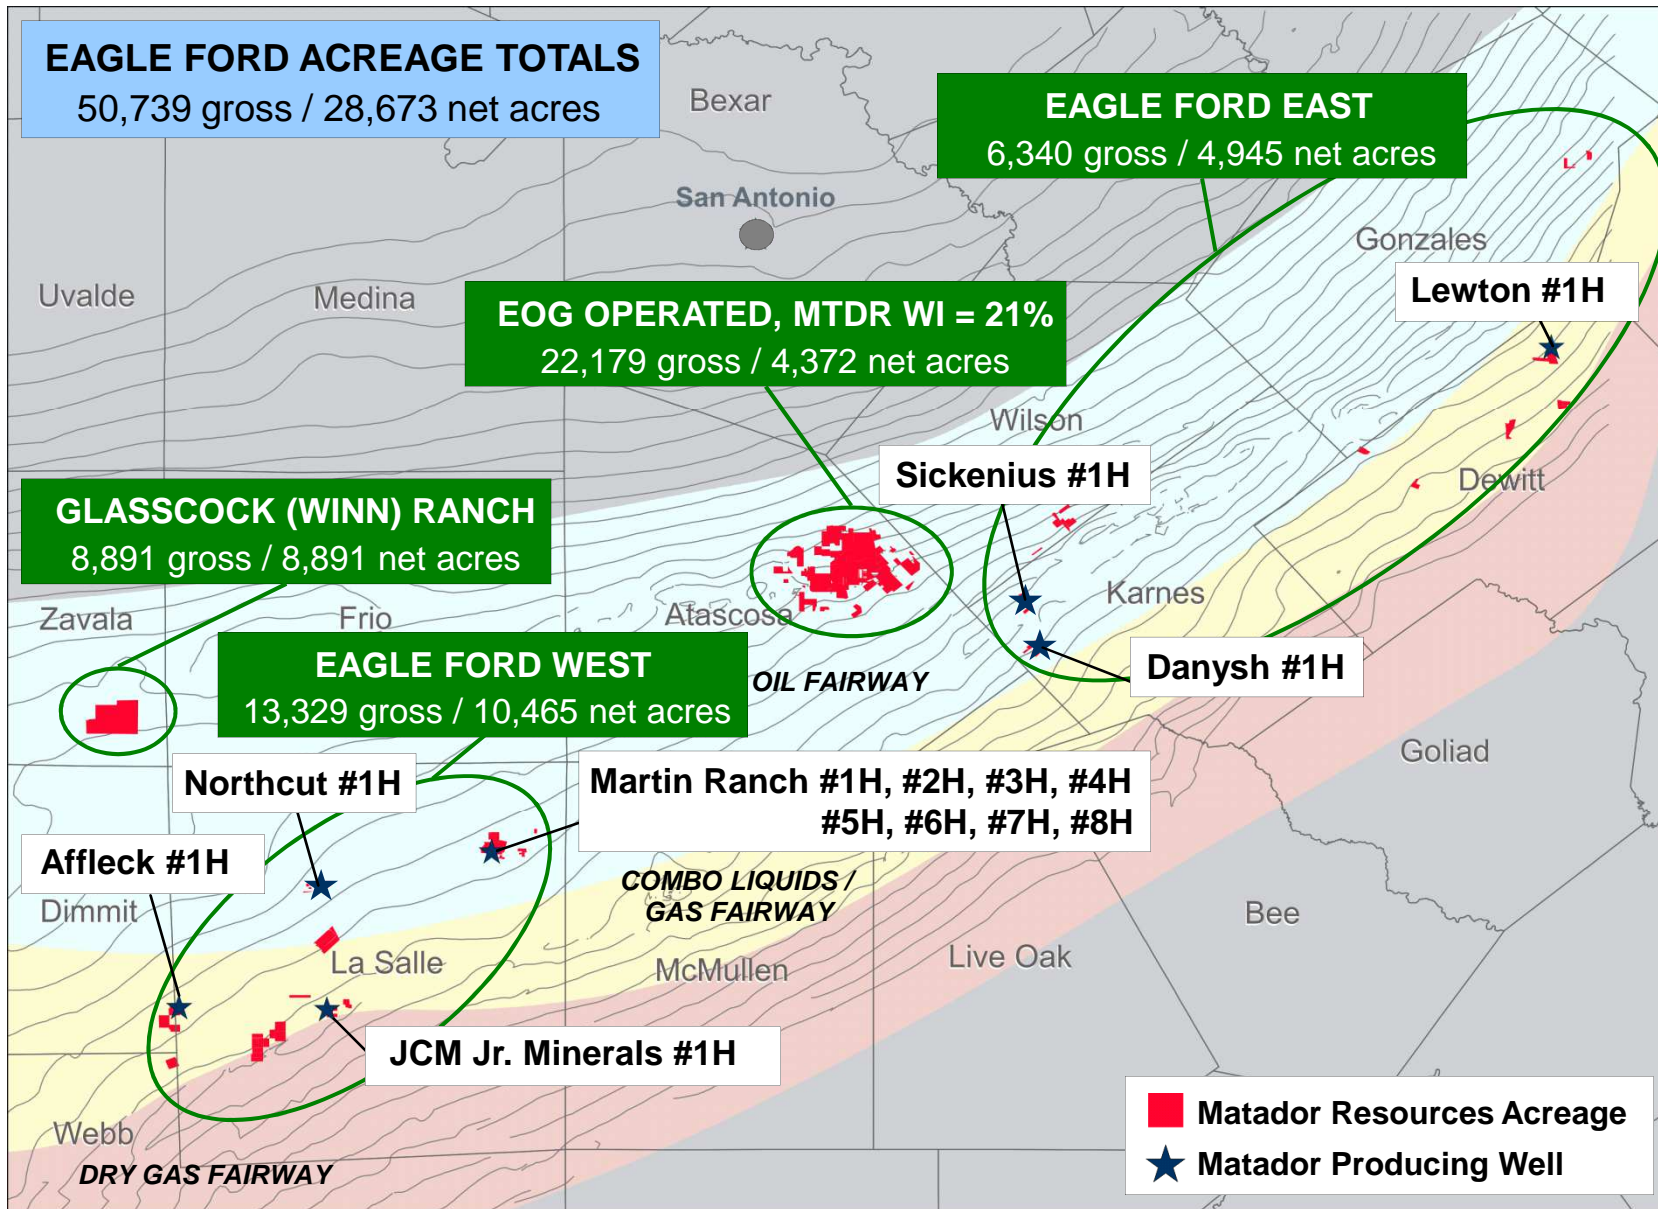 EAGLE FORD ACREAGE TOTALS
50,739 gross / 28,673 net acres
Bexar
EAGLE FORD EAST
6,340 gross / 4,945 net acres
San Antonio
Gonzales
Uvalde
Medina
Lewton #1H
EOG OPERATED, MTDR WI = 21%
22,179 gross / 4,372 net acres
Wilson
Sickenius #1H
Dewitt
GLASSCOCK (WINN) RANCH
8,891 gross / 8,891 net acres
Zavala
Frio
Atascosa
Karnes
EAGLE FORD WEST
13,329 gross / 10,465 net acres
OIL FAIRWAY
Danysh #1H
Goliad
Northcut #1H
Martin Ranch #1H, #2H, #3H, #4H
#5H, #6H, #7H, #8H
Affleck #1H
COMBO LIQUIDS /
GAS FAIRWAY
Dimmit
Bee
La Salle
McMullen
Live Oak
JCM Jr. Minerals #1H
Webb
DRY GAS FAIRWAY
Matador Resources Acreage
Matador Producing Well